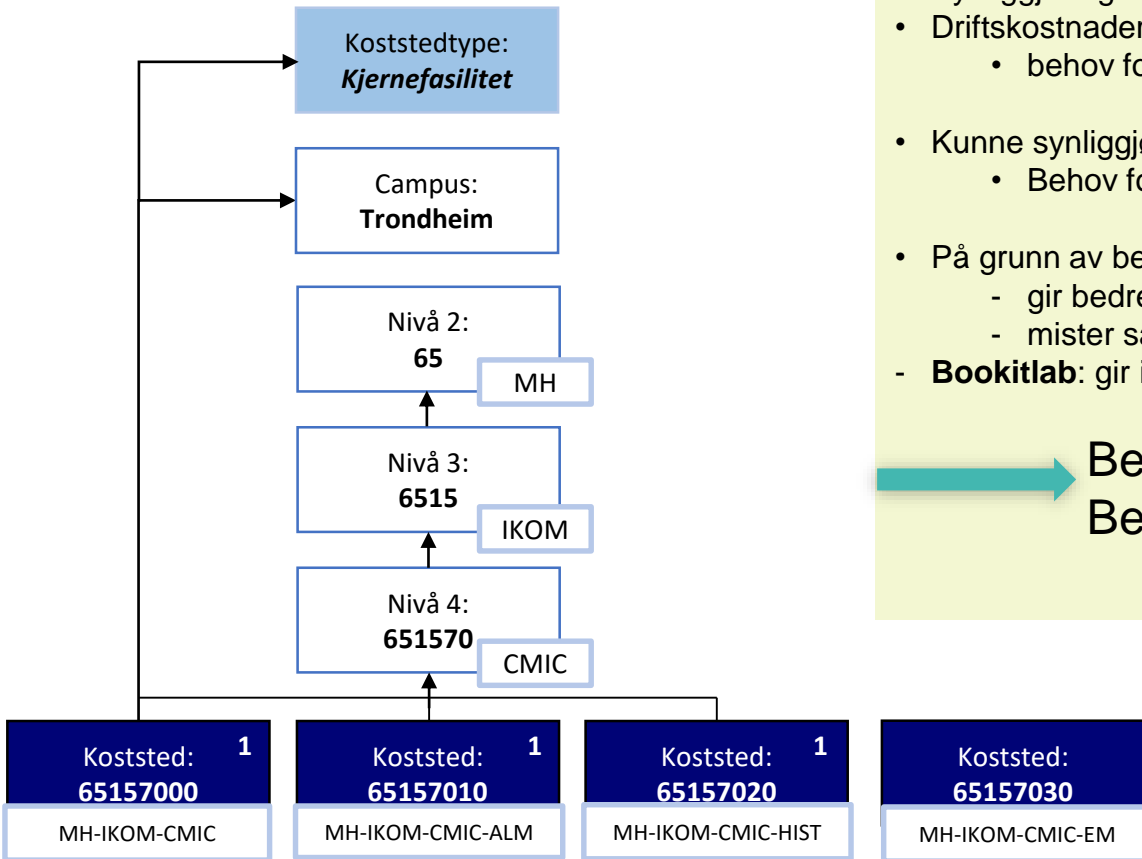 Koststedtype:
Kjernefasilitet
Campus:
Trondheim
Nivå 2:
65
MH
Nivå 3:
6515
IKOM
Nivå 4:
651570
CMIC
Koststed:
1
65157000
MH-IKOM-CMIC
Koststed:
1
65157010
MH-IKOM-CMIC-ALM
Koststed:
1
65157020
MH-IKOM-CMIC-HIST
Koststed:
65157030
MH-IKOM-CMIC-EM
• Driftskostnader
• behov fo
• Kunne synliggjø
• Behov fo
• På grunn av be
- gir bedre
- mister sa
- Bookitlab: gir i
Be
Be